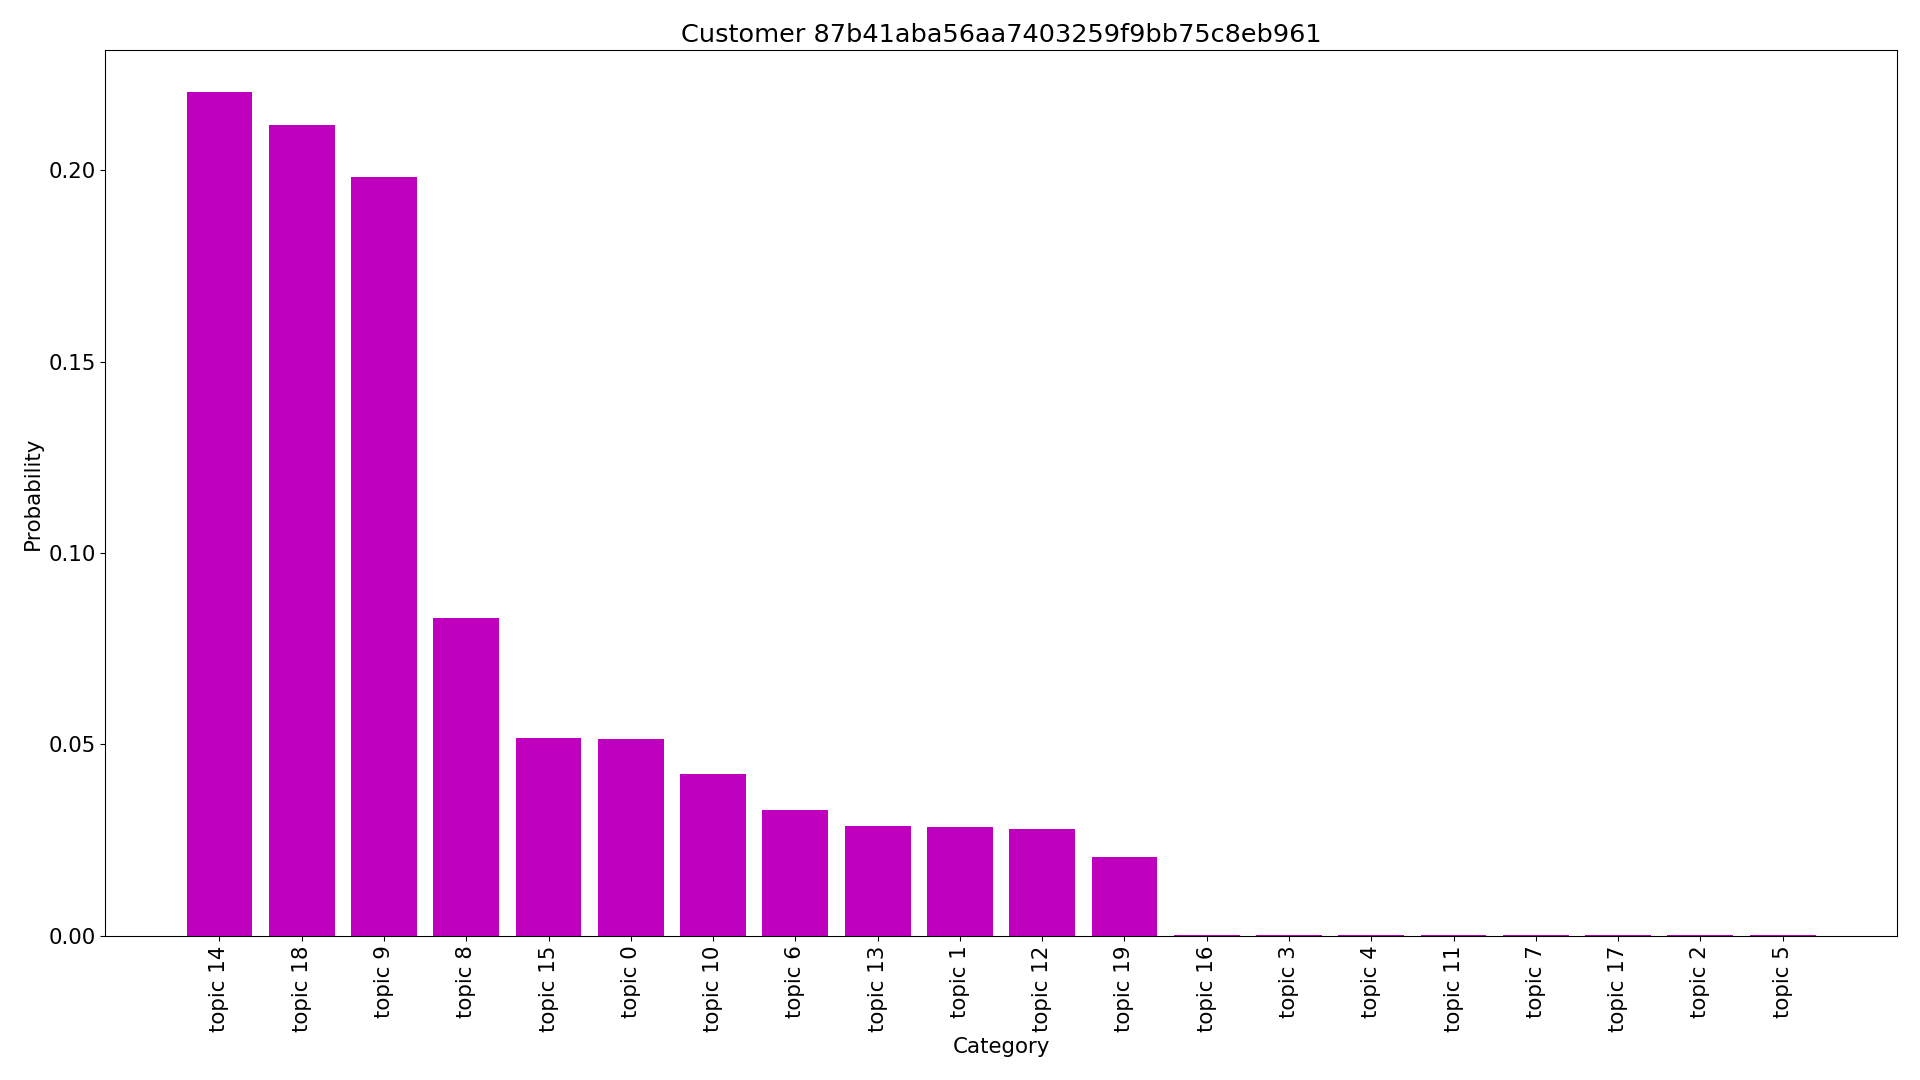 Customer 87b41aba56aa7403259f9bb75c8eb961
Probability
0.20
0.15
0.10
0.05
0.00
topic 14
topic 18
topic 9
topic 8
topic 15
topic 0
topic 10
topic 6
topic 13
topic 1
topic 12
topic 19
topic 16
topic 3
topic 4
topic 11
topic 7
topic 17
topic 2
topic 5
Category